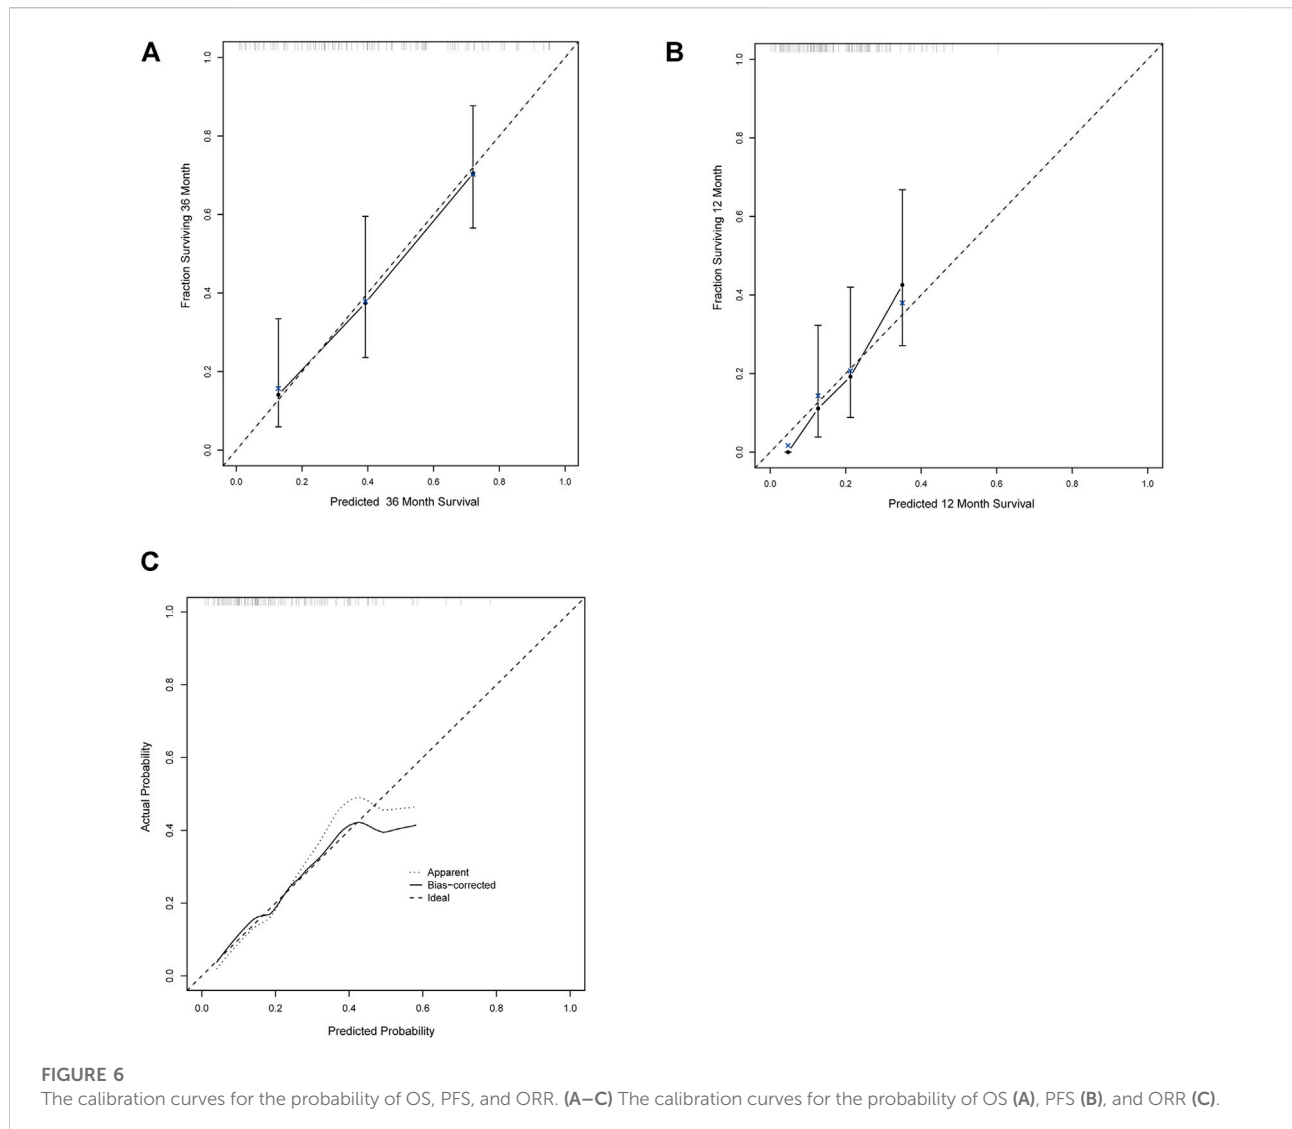 A
1.0
0.8
0.6
0.4
0.2
0.0
Fraction Surviving 36 Month
0.0 0.2 0.4 0.6 0.8 1.0
Predicted 36 Month Survival
B
1.0
0.8
0.6
0.4
0.2
0.0
Fraction Surviving 12 Month
0.0 0.2 0.4 0.6 0.8 1.0
Predicted 12 Month Survival
C
1.0
0.8
0.6
0.4
0.2
0.0
Actual Probability
Apparent
Bias−corrected
Ideal
0.0 0.2 0.4 0.6 0.8 1.0
Predicted Probability
FIGURE 6
The calibration curves for the probability of OS, PFS, and ORR. (A–C) The calibration curves for the probability of OS (A), PFS (B), and ORR (C).